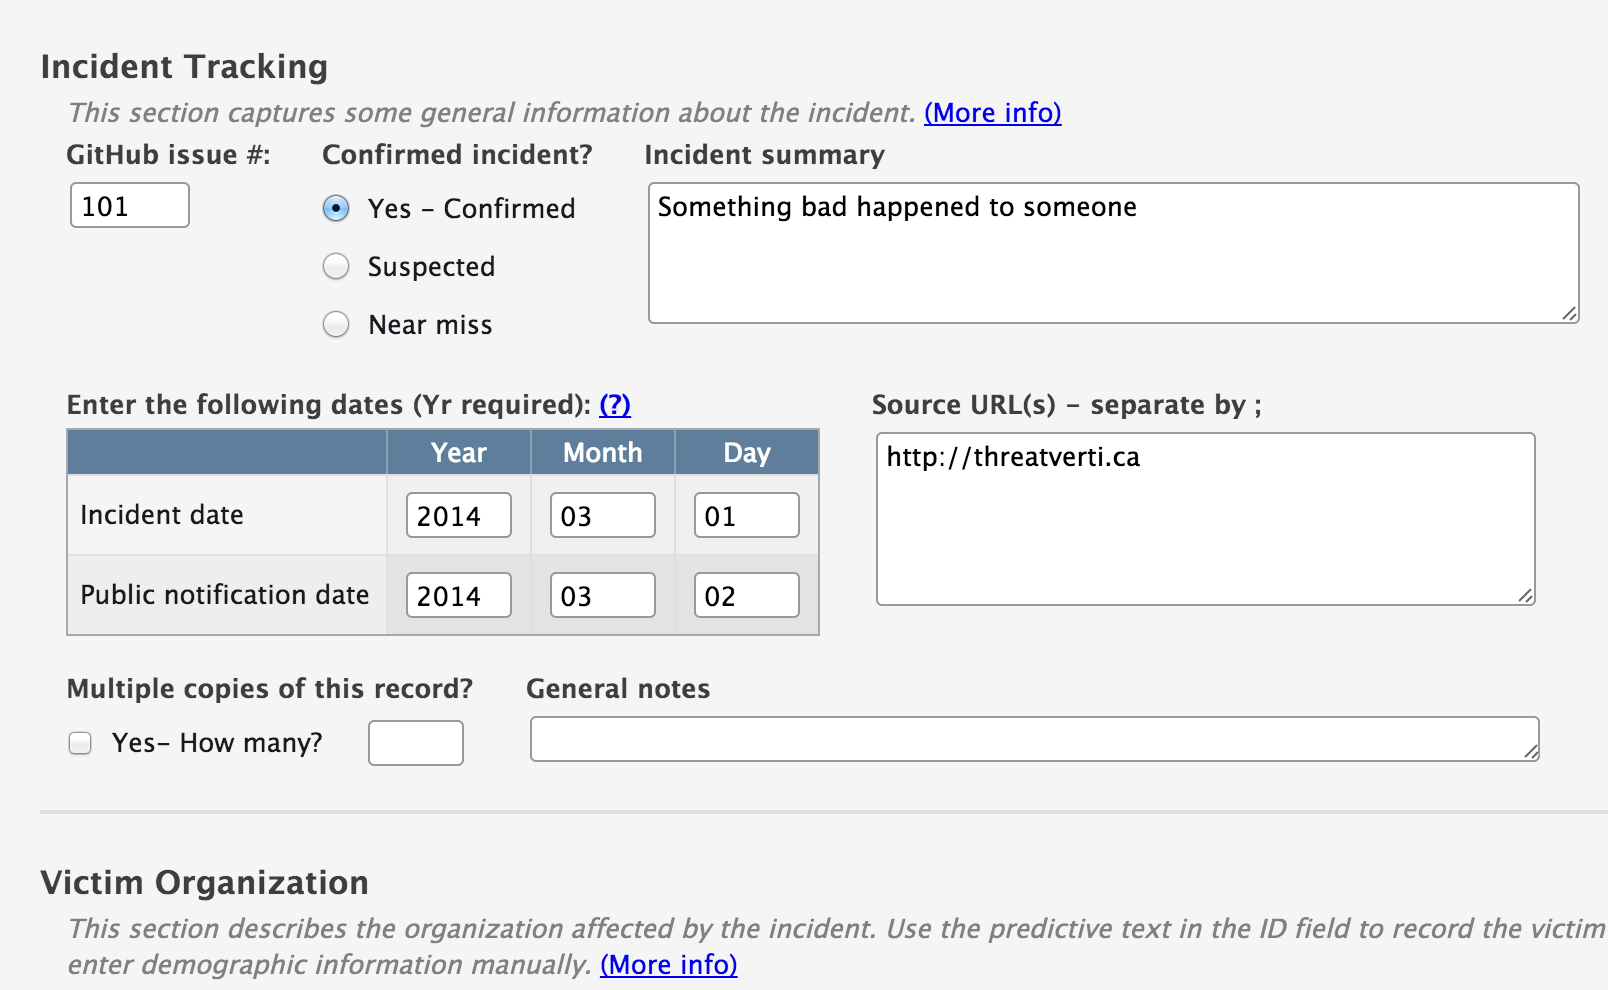 Incident Tracking
This section captures some general information about the incident. (More info)
GitHub issue #: Confirmed incident? Incident summary
101
Yes – Confirmed
Suspected
Near miss
Something bad happened to someone
Enter the following dates (Yr required): (?)
Year Month Day
Incident date 2014 03 01
Public notification date 2014 03 02
Source URL(s) – separate by ;
http://threatverti.ca
Multiple copies of this record? General notes
Yes– How many?
Victim Organization
This section describes the organization affected by the incident. Use the predictive text in the ID field to record the victim
enter demographic information manually. (More info)